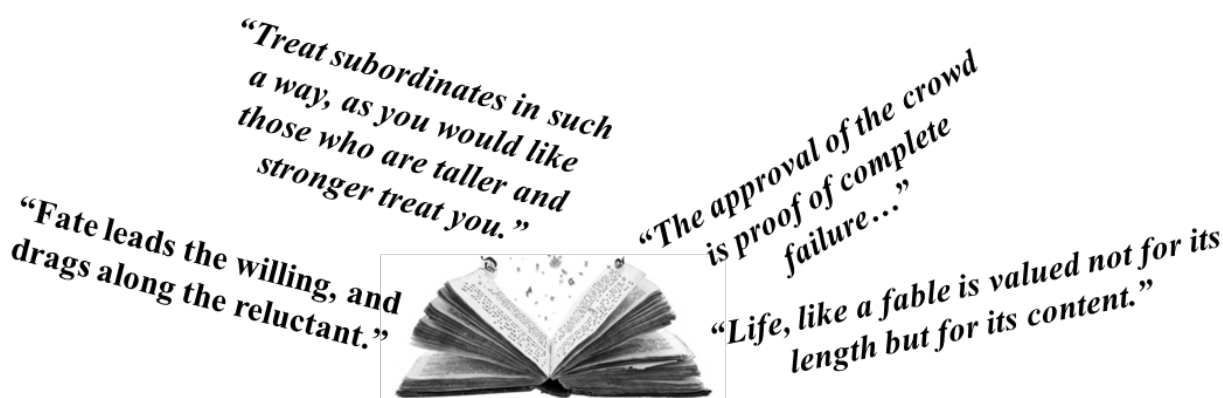 “Treat subordinates in such
a way, as you would like
those who are taller and
stronger treat you.”
“The approval of the crowd
is proof of complete
failure…”
“Fate leads the willing, and
drags along the reluctant.”
“Life, like a fable is valued not for its
length but for its content.”